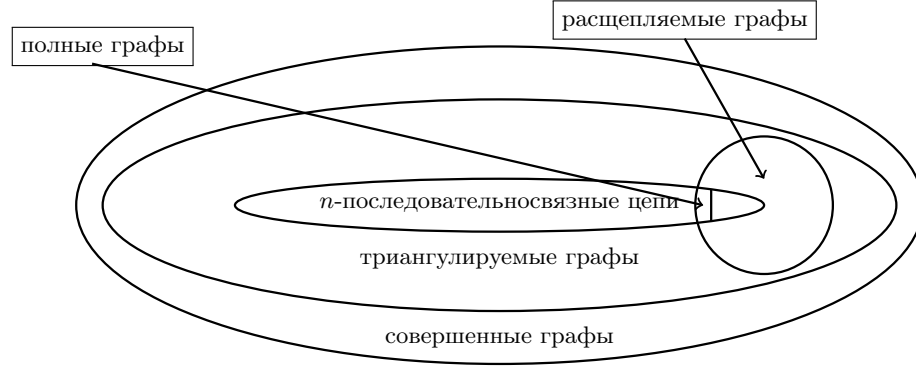 расщепляемые графы
полные графы
n-последовательносвязные цепи
триангулируемые графы
совершенные графы